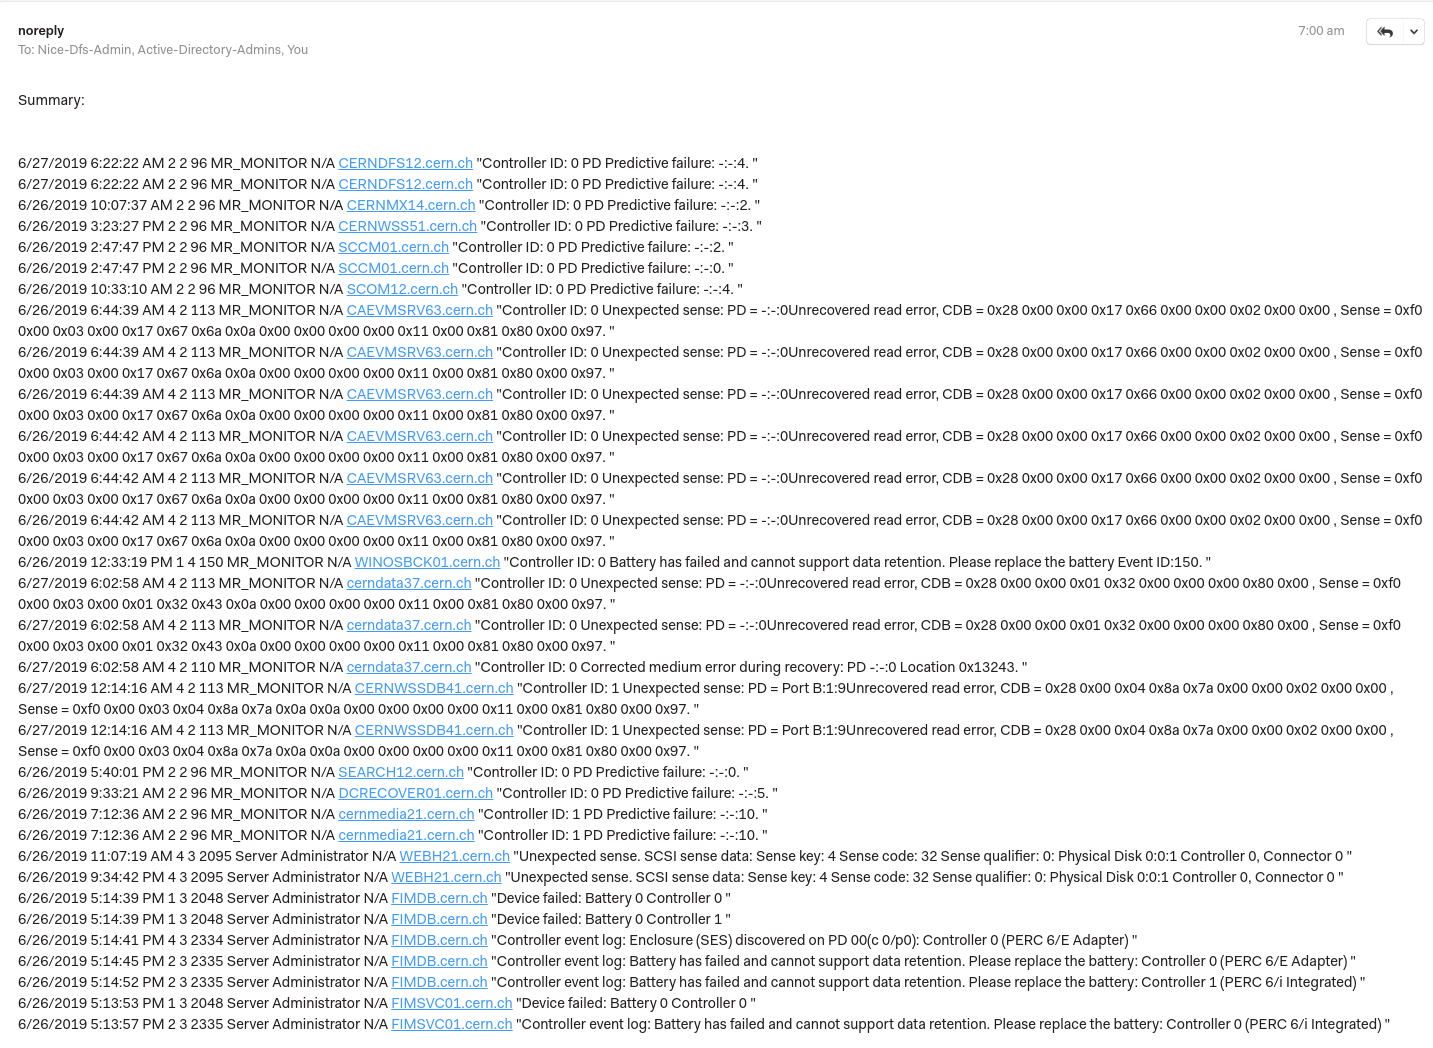 noreply
7:00 am
To: Nice-Dfs-Admin, Active-Directory-Admins, You
Summary:
6/27/2019 6:22:22 AM 2 2 96 MR_MONITOR N/A CERNDFS12.cern.ch "Controller ID: 0 PD Predictive failure: -:-:4. "
6/27/2019 6:22:22 AM 2 2 96 MR_MONITOR N/A CERNDFS12.cern.ch "Controller ID: 0 PD Predictive failure: -:-:4. "
6/26/2019 10:07:37 AM 2 2 96 MR_MONITOR N/A CERNMX14.cern.ch "Controller ID: 0 PD Predictive failure: -:-:2. "
6/26/2019 3:23:27 PM 2 2 96 MR_MONITOR N/A CERNWSS51.cern.ch "Controller ID: 0 PD Predictive failure: -:-:3. "
6/26/2019 2:47:47 PM 2 2 96 MR_MONITOR N/A SCCM01.cern.ch "Controller ID: 0 PD Predictive failure: -:-:2. "
6/26/2019 2:47:47 PM 2 2 96 MR_MONITOR N/A SCCM01.cern.ch "Controller ID: 0 PD Predictive failure: -:-:0. "
6/26/2019 10:33:10 AM 2 2 96 MR_MONITOR N/A SCOM12.cern.ch "Controller ID: 0 PD Predictive failure: -:-:4. "
6/26/2019 6:44:39 AM 4 2 113 MR_MONITOR N/A CAEVMSRV63.cern.ch "Controller ID: 0 Unexpected sense: PD = -:-:0Unrecovered read error, CDB = 0x28 0x00 0x00 0x17 0x66 0x00 0x00 0x02 0x00 0x00 , Sense = 0xf0
0x00 0x03 0x00 0x17 0x67 0x6a 0x0a 0x00 0x00 0x00 0x00 0x11 0x00 0x81 0x80 0x00 0x97. "
6/26/2019 6:44:39 AM 4 2 113 MR_MONITOR N/A CAEVMSRV63.cern.ch "Controller ID: 0 Unexpected sense: PD = -:-:0Unrecovered read error, CDB = 0x28 0x00 0x00 0x17 0x66 0x00 0x00 0x02 0x00 0x00 , Sense = 0xf0
0x00 0x03 0x00 0x17 0x67 0x6a 0x0a 0x00 0x00 0x00 0x00 0x11 0x00 0x81 0x80 0x00 0x97. "
6/26/2019 6:44:39 AM 4 2 113 MR_MONITOR N/A CAEVMSRV63.cern.ch "Controller ID: 0 Unexpected sense: PD = -:-:0Unrecovered read error, CDB = 0x28 0x00 0x00 0x17 0x66 0x00 0x00 0x02 0x00 0x00 , Sense = 0xf0
0x00 0x03 0x00 0x17 0x67 0x6a 0x0a 0x00 0x00 0x00 0x00 0x11 0x00 0x81 0x80 0x00 0x97. "
6/26/2019 6:44:42 AM 4 2 113 MR_MONITOR N/A CAEVMSRV63.cern.ch "Controller ID: 0 Unexpected sense: PD = -:-:0Unrecovered read error, CDB = 0x28 0x00 0x00 0x17 0x66 0x00 0x00 0x02 0x00 0x00 , Sense = 0xf0
0x00 0x03 0x00 0x17 0x67 0x6a 0x0a 0x00 0x00 0x00 0x00 0x11 0x00 0x81 0x80 0x00 0x97. "
6/26/2019 6:44:42 AM 4 2 113 MR_MONITOR N/A CAEVMSRV63.cern.ch "Controller ID: 0 Unexpected sense: PD = -:-:0Unrecovered read error, CDB = 0x28 0x00 0x00 0x17 0x66 0x00 0x00 0x02 0x00 0x00 , Sense = 0xf0
0x00 0x03 0x00 0x17 0x67 0x6a 0x0a 0x00 0x00 0x00 0x00 0x11 0x00 0x81 0x80 0x00 0x97. "
6/26/2019 6:44:42 AM 4 2 113 MR_MONITOR N/A CAEVMSRV63.cern.ch "Controller ID: 0 Unexpected sense: PD = -:-:0Unrecovered read error, CDB = 0x28 0x00 0x00 0x17 0x66 0x00 0x00 0x02 0x00 0x00 , Sense = 0xf0
0x00 0x03 0x00 0x17 0x67 0x6a 0x0a 0x00 0x00 0x00 0x00 0x11 0x00 0x81 0x80 0x00 0x97. "
6/26/2019 12:33:19 PM 1 4 150 MR_MONITOR N/A WINOSBCK01.cern.ch "Controller ID: 0 Battery has failed and cannot support data retention. Please replace the battery Event ID:150. "
6/27/2019 6:02:58 AM 4 2 113 MR_MONITOR N/A cerndata37.cern.ch "Controller ID: 0 Unexpected sense: PD = -:-:0Unrecovered read error, CDB = 0x28 0x00 0x00 0x01 0x32 0x00 0x00 0x00 0x80 0x00 , Sense = 0xf0
0x00 0x03 0x00 0x01 0x32 0x43 0x0a 0x00 0x00 0x00 0x00 0x11 0x00 0x81 0x80 0x00 0x97. "
6/27/2019 6:02:58 AM 4 2 113 MR_MONITOR N/A cerndata37.cern.ch "Controller ID: 0 Unexpected sense: PD = -:-:0Unrecovered read error, CDB = 0x28 0x00 0x00 0x01 0x32 0x00 0x00 0x00 0x80 0x00 , Sense = 0xf0
0x00 0x03 0x00 0x01 0x32 0x43 0x0a 0x00 0x00 0x00 0x00 0x11 0x00 0x81 0x80 0x00 0x97. "
6/27/2019 6:02:58 AM 4 2 110 MR_MONITOR N/A cerndata37.cern.ch "Controller ID: 0 Corrected medium error during recovery: PD -:-:0 Location 0x13243. "
6/27/2019 12:14:16 AM 4 2 113 MR_MONITOR N/A CERNWSSDB41.cern.ch "Controller ID: 1 Unexpected sense: PD = Port B:1:9Unrecovered read error, CDB = 0x28 0x00 0x04 0x8a 0x7a 0x00 0x00 0x02 0x00 0x00 ,
Sense = 0xf0 0x00 0x03 0x04 0x8a 0x7a 0x0a 0x0a 0x00 0x00 0x00 0x00 0x11 0x00 0x81 0x80 0x00 0x97. "
6/27/2019 12:14:16 AM 4 2 113 MR_MONITOR N/A CERNWSSDB41.cern.ch "Controller ID: 1 Unexpected sense: PD = Port B:1:9Unrecovered read error, CDB = 0x28 0x00 0x04 0x8a 0x7a 0x00 0x00 0x02 0x00 0x00 ,
Sense = 0xf0 0x00 0x03 0x04 0x8a 0x7a 0x0a 0x0a 0x00 0x00 0x00 0x00 0x11 0x00 0x81 0x80 0x00 0x97. "
6/26/2019 5:40:01 PM 2 2 96 MR_MONITOR N/A SEARCH12.cern.ch "Controller ID: 0 PD Predictive failure: -:-:0. "
6/26/2019 9:33:21 AM 2 2 96 MR_MONITOR N/A DCRECOVER01.cern.ch "Controller ID: 0 PD Predictive failure: -:-:5. "
6/26/2019 7:12:36 AM 2 2 96 MR_MONITOR N/A cernmedia21.cern.ch "Controller ID: 1 PD Predictive failure: -:-:10. "
6/26/2019 7:12:36 AM 2 2 96 MR_MONITOR N/A cernmedia21.cern.ch "Controller ID: 1 PD Predictive failure: -:-:10. "
6/26/2019 11:07:19 AM 4 3 2095 Server Administrator N/A WEBH21.cern.ch "Unexpected sense. SCSI sense data: Sense key: 4 Sense code: 32 Sense qualifier: 0: Physical Disk 0:0:1 Controller 0, Connector 0 "
6/26/2019 9:34:42 PM 4 3 2095 Server Administrator N/A WEBH21.cern.ch "Unexpected sense. SCSI sense data: Sense key: 4 Sense code: 32 Sense qualifier: 0: Physical Disk 0:0:1 Controller 0, Connector 0 "
6/26/2019 5:14:39 PM 1 3 2048 Server Administrator N/A FIMDB.cern.ch "Device failed: Battery 0 Controller 0 "
6/26/2019 5:14:39 PM 1 3 2048 Server Administrator N/A FIMDB.cern.ch "Device failed: Battery 0 Controller 1 "
6/26/2019 5:14:41 PM 4 3 2334 Server Administrator N/A FIMDB.cern.ch "Controller event log: Enclosure (SES) discovered on PD 00(c 0/p0): Controller 0 (PERC 6/E Adapter) "
6/26/2019 5:14:45 PM 2 3 2335 Server Administrator N/A FIMDB.cern.ch "Controller event log: Battery has failed and cannot support data retention. Please replace the battery: Controller 0 (PERC 6/E Adapter) "
6/26/2019 5:14:52 PM 2 3 2335 Server Administrator N/A FIMDB.cern.ch "Controller event log: Battery has failed and cannot support data retention. Please replace the battery: Controller 1 (PERC 6/i Integrated) "
6/26/2019 5:13:53 PM 1 3 2048 Server Administrator N/A FIMSVC01.cern.ch "Device failed: Battery 0 Controller 0 "
6/26/2019 5:13:57 PM 2 3 2335 Server Administrator N/A FIMSVC01.cern.ch "Controller event log: Battery has failed and cannot support data retention. Please replace the battery: Controller 0 (PERC 6/i Integrated) "